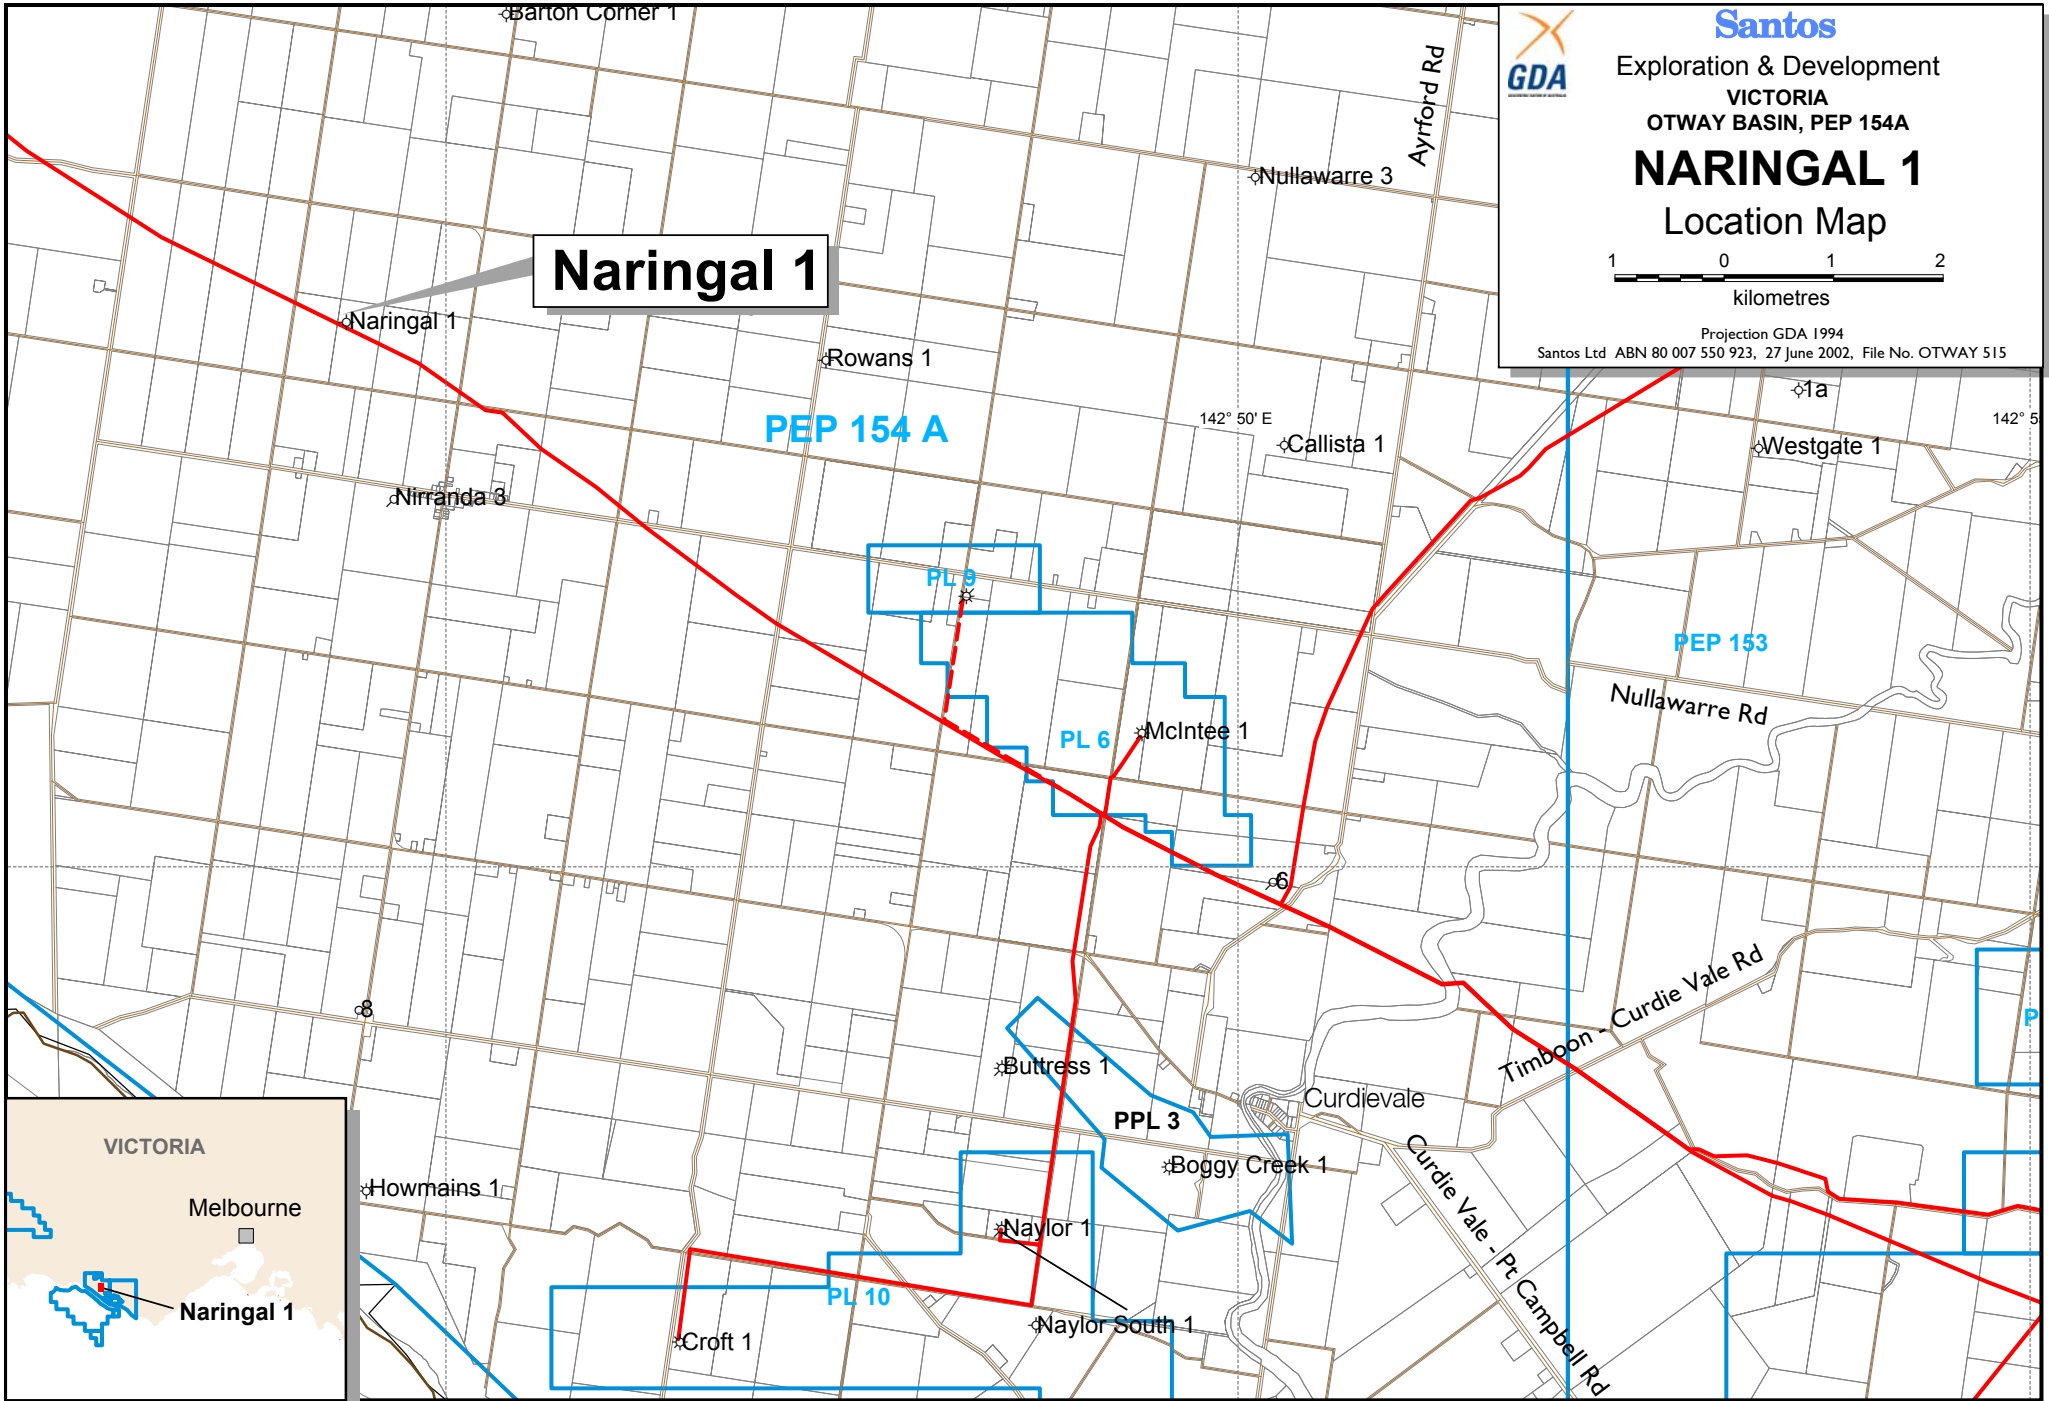 Barton Corner 1
Ayrford Rd
Nullawarre 3
GDA
Santos
Exploration & Development
VICTORIA
OTWAY BASIN, PEP 154A
NARINGAL 1
Location Map
1 0 1 2
kilometres
Projection GDA 1994
Santos Ltd ABN 80 007 550 923, 27 June 2002, File No. OTWAY 515
Naringal 1
Naringal 1
Rowans 1
PEP 154 A
142° 50' E
142° 5
1a
Callista 1
Westgate 1
Nirranda 3
PL 9
PEP 153
Nullawarre Rd
McIntee 1
PL 6
6
Timboon - Curdie Vale Rd
8
P
Buttress 1
Curdievale
PPL 3
Boggy Creek 1
Curdie Vale - Pt Campbell Rd
Howmains 1
Naylor 1
PL 10
Naylor South 1
Croft 1
VICTORIA
Melbourne
Naringal 1